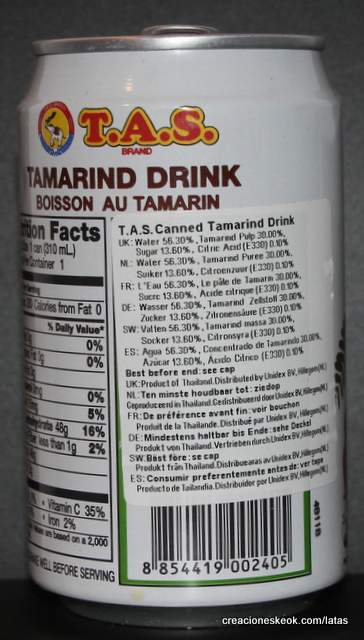 T.A.S.
BRAND
TAMARIND DRINK
BOISSON AU TAMARIN
Facts
1 can (310 mL)
Container 1
Calories from Fat 0
% Daily Value*
0%
0g
0%
0%
5%
48g 16%
less than 1g 2%
• Vitamin C 35%
• Iron 2%
are based on a 2,000
WELL BEFORE SERVING
T.A.S. Canned Tamarind Drink
UK: Water 56.30%, Tamarind Pulp 30.00%,
Sugar 13.60%, Citric Acid (E330) 0.10%
NL: Water 56.30%, Tamarind Puree 30.00%,
Suiker 13.60%, Citroenzuur (E330) 0.10%
FR: L'Eau 56.30%, Le pâte de Tamarin 30.00%,
Sucre 13.60%, Acide citrique (E330) 0.10%
DE: Wasser 56.30%, Tamarind Zellstoff 30.00%,
Zucker 13.60%, Zitronensäure (E330) 0.10%
SW: Vatten 56.30%, Tamarind massa 30.00%,
Socker 13.60%, Citronsyra (E330) 0.10%
ES: Agua 56.30%, Concentrado de Tamarindo 30.00%,
Azúcar 13.60%, Ácido Cítrico (E330) 0.10%
Best before end: see cap
UK: Product of Thailand. Distributed by Unidex BV, Hillegom(NL)
NL: Ten minste houdbaar tot: zie dop
Geproduceerd in Thailand. Gedistribueerd door Unidex BV, Hillegom(NL)
FR: De préférence avant fin: voir bouchon
Produit de la Thailande. Distribué par Unidex BV, Hillegom(NL)
DE: Mindestens haltbar bis Ende: sehe Deckel
Produkt von Thailand. Vertrieben durch Unidex BV, Hillegom(NL)
SW: Bäst före: se cap
Produkt från Thailand. Distribuearas av Unidex BV, Hillegom(NL)
ES: Consumir preferentemente antes de: ver tapa
Producto de Tailandia. Distribuidor por Unidex BV, Hillegom(NL)
8 854419 002405
4811B
creacioneskeok.com/latas